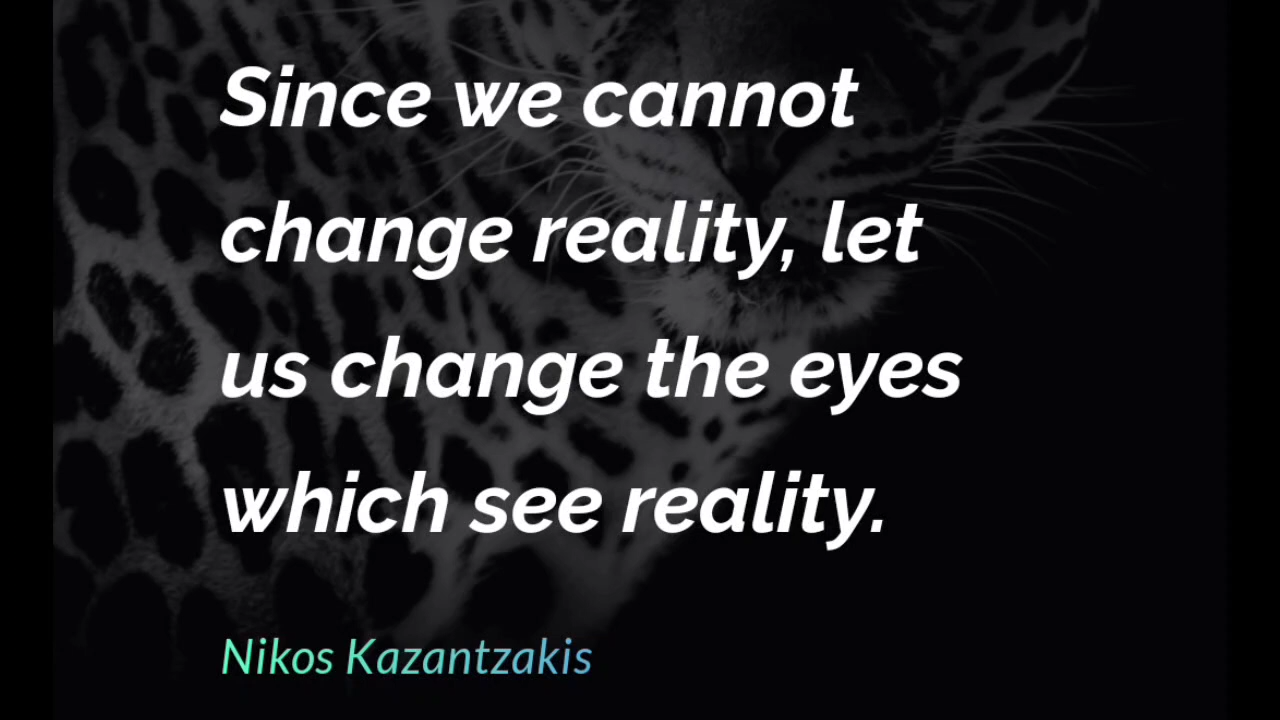 Since we cannot
change reality, let
us change the eyes
which see reality.
Nikos Kazantzakis